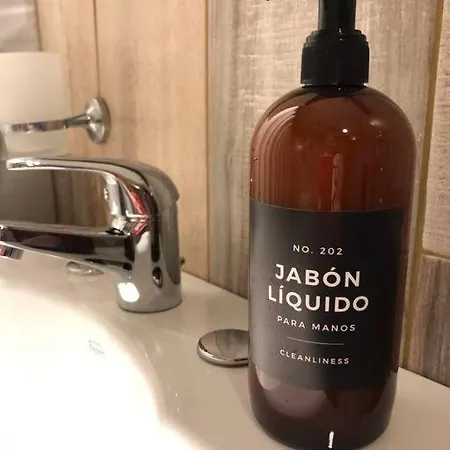 NO. 202
JABÓN
LÍQUIDO
PARA MANOS
CLEANLINESS